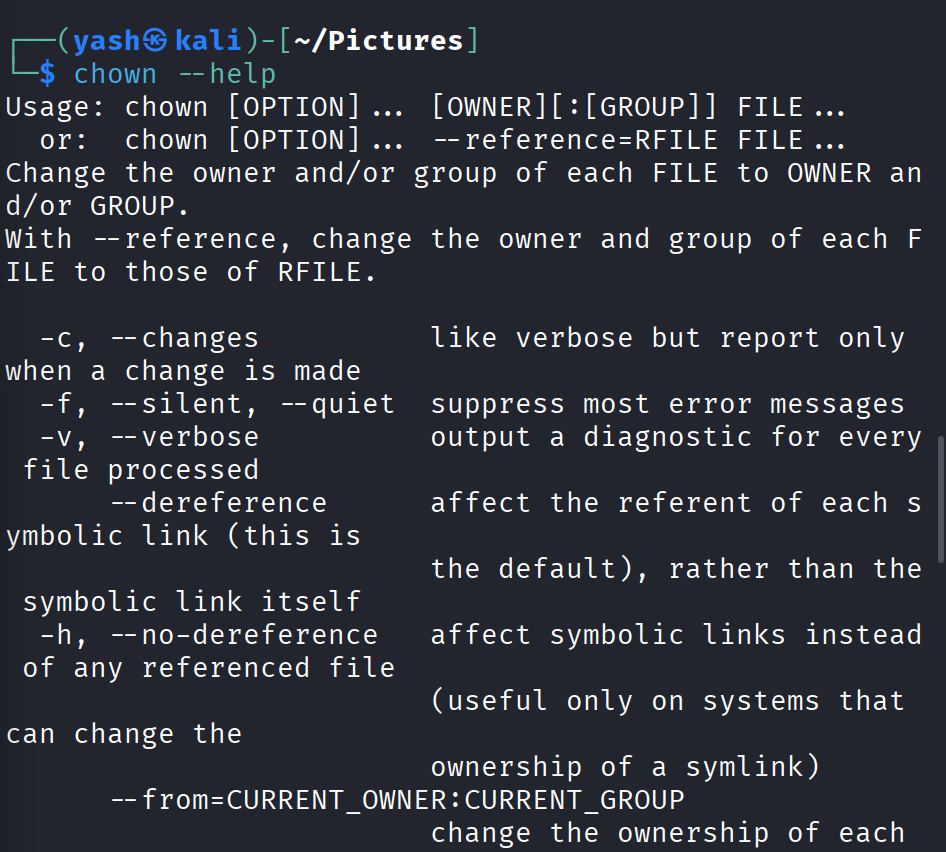 ┌──(yash㉿kali)-[~/Pictures]
└─$ chown --help
Usage: chown [OPTION]... [OWNER][:[GROUP]] FILE...
  or:  chown [OPTION]... --reference=RFILE FILE...
Change the owner and/or group of each FILE to OWNER an
d/or GROUP.
With --reference, change the owner and group of each F
ILE to those of RFILE.

  -c, --changes          like verbose but report only
when a change is made
  -f, --silent, --quiet  suppress most error messages
  -v, --verbose          output a diagnostic for every
 file processed
      --dereference      affect the referent of each s
ymbolic link (this is
                         the default), rather than the
 symbolic link itself
  -h, --no-dereference   affect symbolic links instead
 of any referenced file
                         (useful only on systems that
can change the
                         ownership of a symlink)
      --from=CURRENT_OWNER:CURRENT_GROUP
                         change the ownership of each